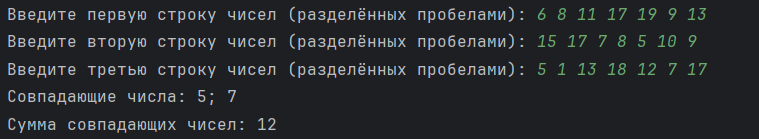 Введите первую строку чисел (разделённых пробелами): 6 8 11 17 19 9 13
Введите вторую строку чисел (разделённых пробелами): 15 17 7 8 5 10 9
Введите третью строку чисел (разделённых пробелами): 5 1 13 18 12 7 17
Совпадающие числа: 5; 7
Сумма совпадающих чисел: 12